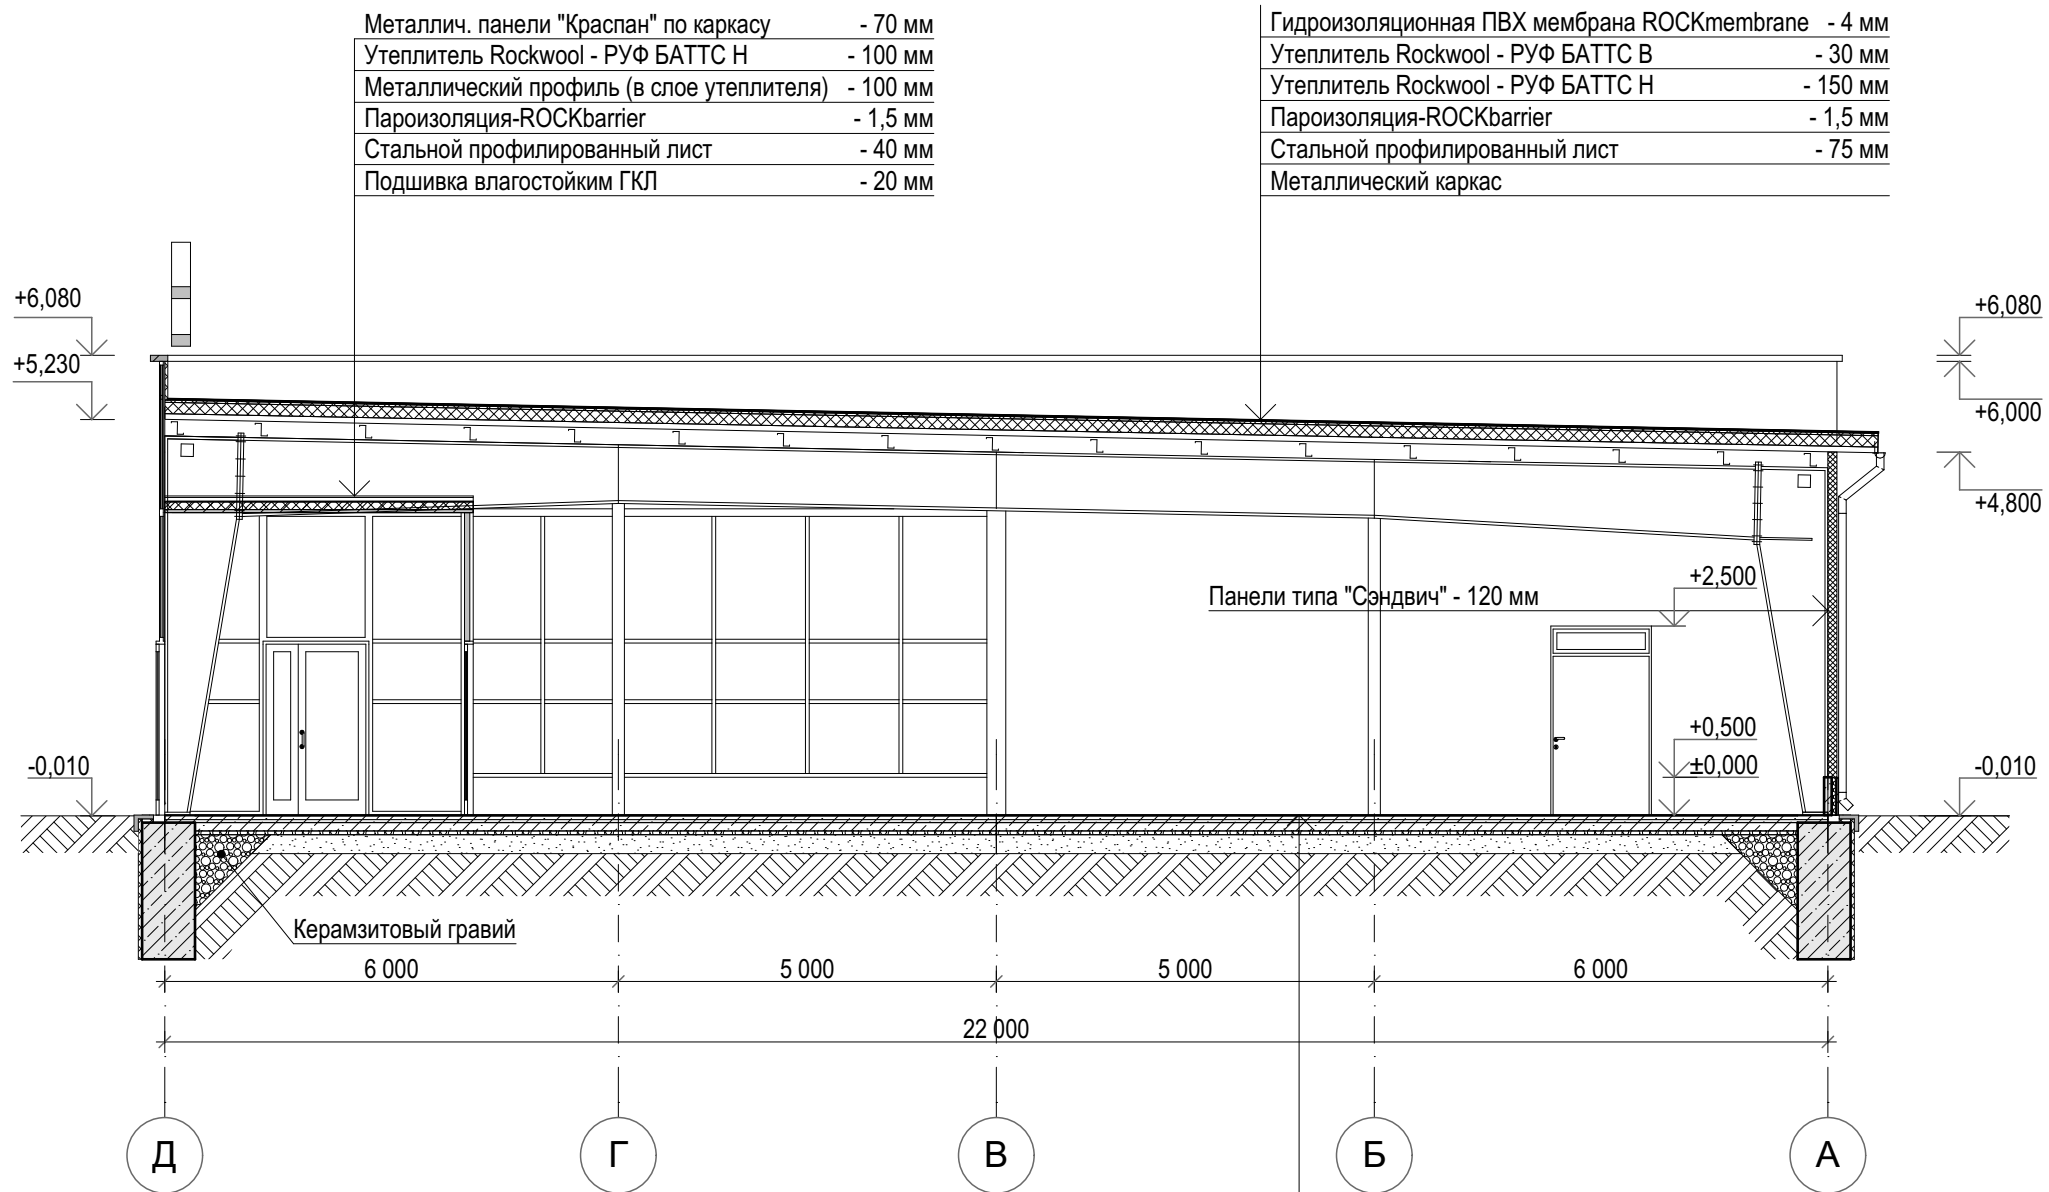 Металлич. панели "Краспан" по каркасу - 70 мм
Утеплитель Rockwool - РУФ БАТТС Н - 100 мм
Металлический профиль (в слое утеплителя) - 100 мм
Пароизоляция-ROCKbarrier - 1,5 мм
Стальной профилированный лист - 40 мм
Подшивка влагостойким ГКЛ - 20 мм
Гидроизоляционная ПВХ мембрана ROCKmembrane - 4 мм
Утеплитель Rockwool - РУФ БАТТС В - 30 мм
Утеплитель Rockwool - РУФ БАТТС Н - 150 мм
Пароизоляция-ROCKbarrier - 1,5 мм
Стальной профилированный лист - 75 мм
Металлический каркас
+6,080
+5,230
-0,010
+6,080
+6,000
+4,800
-0,010
Панели типа "Сэндвич" - 120 мм
+2,500
+0,500
±0,000
Керамзитовый гравий
6 000 5 000 5 000 6 000
22 000
Д Г В Б А